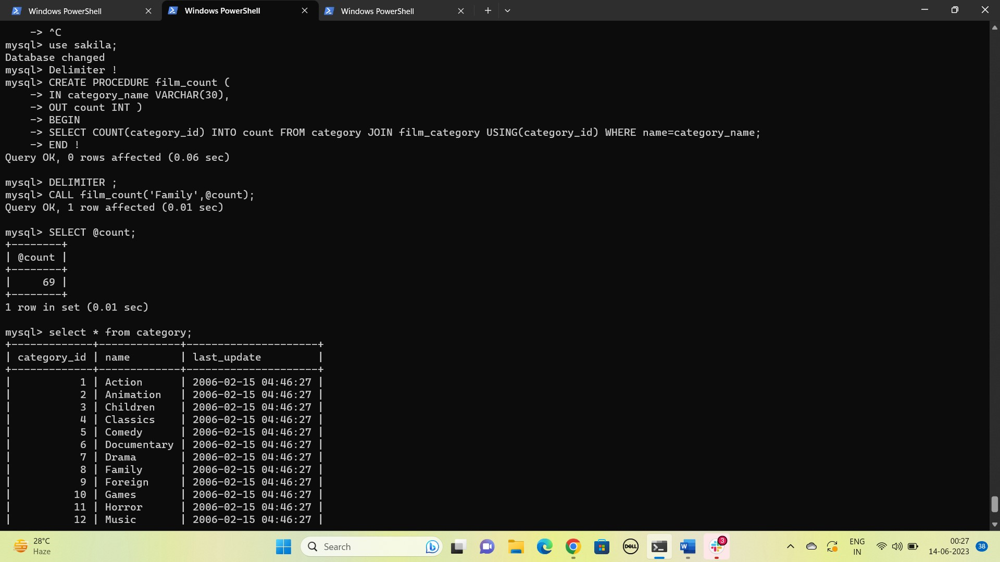 Windows PowerShell
Windows PowerShell
Windows PowerShell
-> ^C
mysql> use sakila;
Database changed
mysql> Delimiter !
mysql> CREATE PROCEDURE film_count (
-> IN category_name VARCHAR(30),
-> OUT count INT )
-> BEGIN
-> SELECT COUNT(category_id) INTO count FROM category JOIN film_category USING(category_id) WHERE name=category_name;
-> END !
Query OK, 0 rows affected (0.06 sec)
mysql> DELIMITER ;
mysql> CALL film_count('Family',@count);
Query OK, 1 row affected (0.01 sec)
mysql> SELECT @count;
+--------+
| @count |
+--------+
|     69 |
+--------+
1 row in set (0.01 sec)
mysql> select * from category;
+-------------+-------------+---------------------+
| category_id | name        | last_update         |
+-------------+-------------+---------------------+
|           1 | Action      | 2006-02-15 04:46:27 |
|           2 | Animation   | 2006-02-15 04:46:27 |
|           3 | Children    | 2006-02-15 04:46:27 |
|           4 | Classics    | 2006-02-15 04:46:27 |
|           5 | Comedy      | 2006-02-15 04:46:27 |
|           6 | Documentary | 2006-02-15 04:46:27 |
|           7 | Drama       | 2006-02-15 04:46:27 |
|           8 | Family      | 2006-02-15 04:46:27 |
|           9 | Foreign     | 2006-02-15 04:46:27 |
|          10 | Games       | 2006-02-15 04:46:27 |
|          11 | Horror      | 2006-02-15 04:46:27 |
|          12 | Music       | 2006-02-15 04:46:27 |
28°C
Haze
Search
DELL
W
3
ENG
IN
00:27
14-06-2023
38